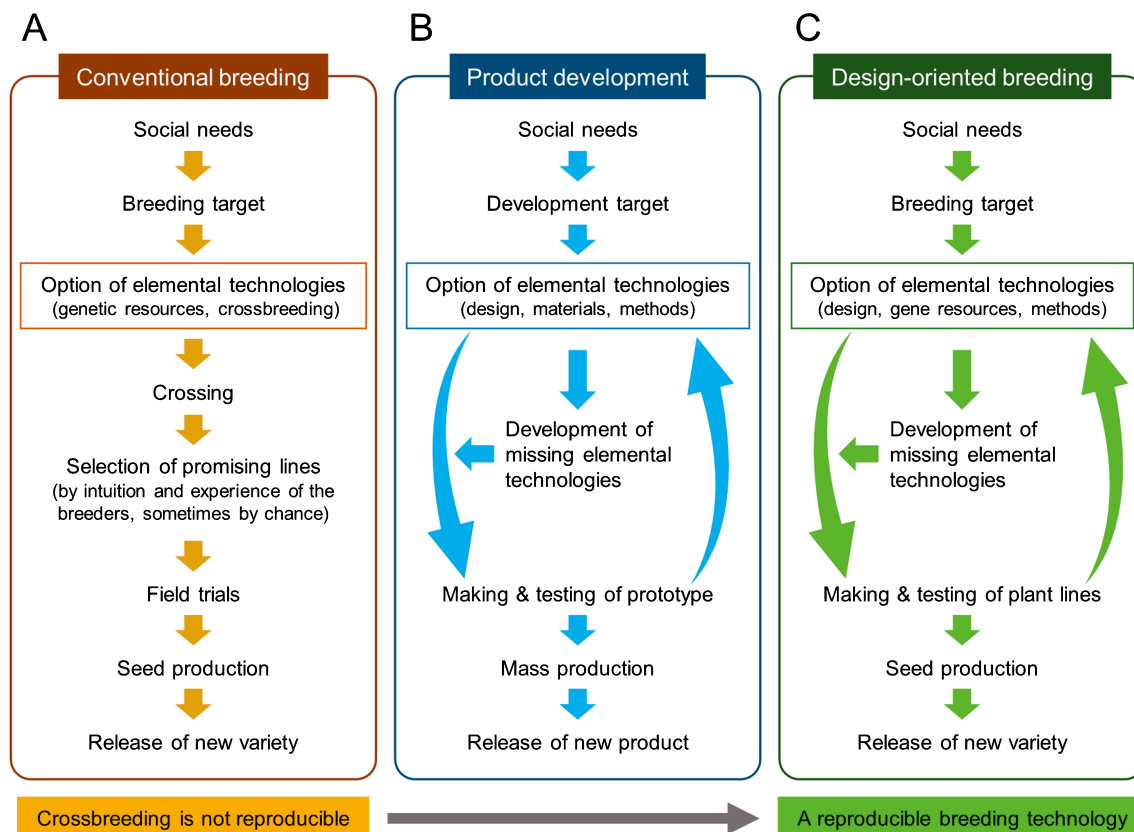 A
Conventional breeding
Social needs
Breeding target
Option of elemental technologies
(genetic resources, crossbreeding)
Crossing
Selection of promising lines
(by intuition and experience of the
breeders, sometimes by chance)
Field trials
Seed production
Release of new variety
Crossbreeding is not reproducible
B
Product development
Social needs
Development target
Option of elemental technologies
(design, materials, methods)
Development of
missing elemental
technologies
Making & testing of prototype
Mass production
Release of new product
C
Design-oriented breeding
Social needs
Breeding target
Option of elemental technologies
(design, gene resources, methods)
Development of
missing elemental
technologies
Making & testing of plant lines
Seed production
Release of new variety
A reproducible breeding technology